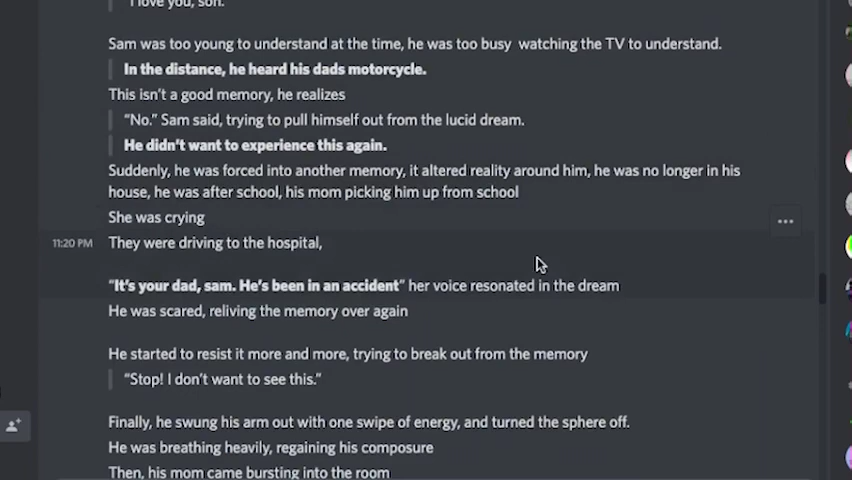 "I love you, son."
Sam was too young to understand at the time, he was too busy  watching the TV to understand.
In the distance, he heard his dads motorcycle.
This isn't a good memory, he realizes
"No." Sam said, trying to pull himself out from the lucid dream.
He didn't want to experience this again.
Suddenly, he was forced into another memory, it altered reality around him, he was no longer in his
house, he was after school, his mom picking him up from school
She was crying
11:20 PM They were driving to the hospital,
"It's your dad, sam. He's been in an accident" her voice resonated in the dream
He was scared, reliving the memory over again
He started to resist it more and more, trying to break out from the memory
"Stop! I don't want to see this."
Finally, he swung his arm out with one swipe of energy, and turned the sphere off.
He was breathing heavily, regaining his composure
Then, his mom came bursting into the room